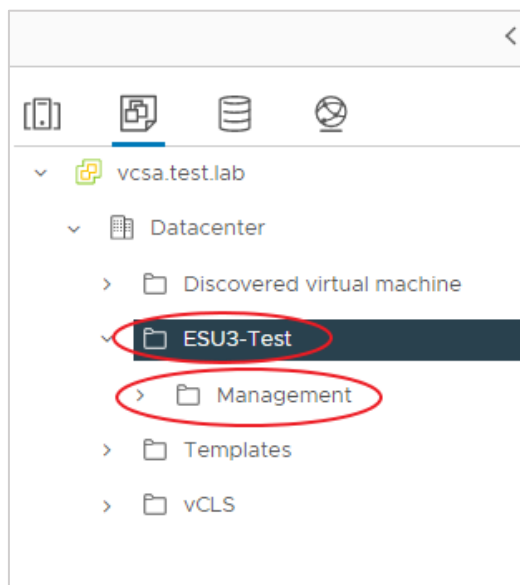 vcsa.test.lab
Datacenter
Discovered virtual machine
ESU3-Test
Management
Templates
vCLS